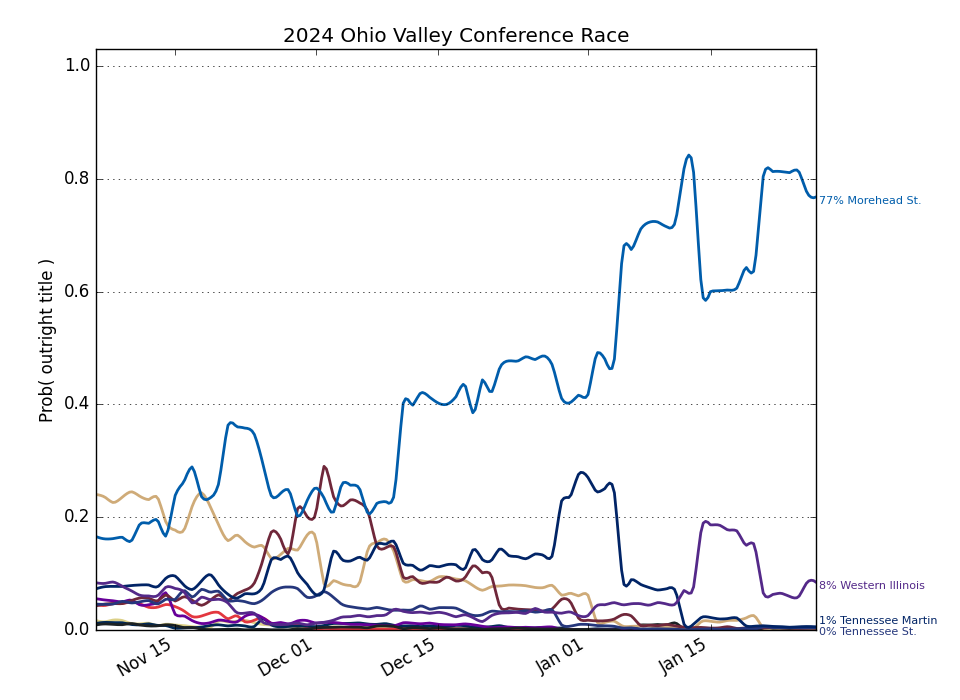 2024 Ohio Valley Conference Race
1.0
0.8
0.6
0.4
0.2
0.0
Prob( outright title )
Nov 15
Dec 01
Dec 15
Jan 01
Jan 15
77% Morehead St.
8% Western Illinois
1% Tennessee Martin
0% Tennessee St.